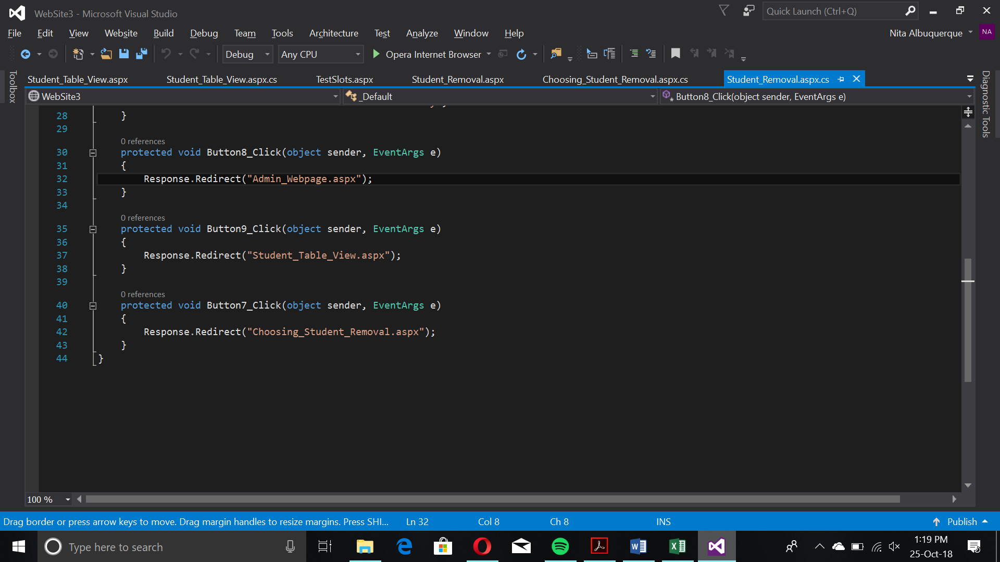 WebSite3 - Microsoft Visual Studio
Quick Launch (Ctrl+Q)
File Edit View Website Build Debug Team Tools Architecture Test Analyze Window Help
Nita Albuquerque NA
Debug Any CPU Opera Internet Browser
Toolbox
Student_Table_View.aspx Student_Table_View.aspx.cs TestSlots.aspx Student_Removal.aspx Choosing_Student_Removal.aspx.cs Student_Removal.aspx.cs
Diagnostic Tools
WebSite3 _Default Button8_Click(object sender, EventArgs e)
28 }
29
0 references
30 protected void Button8_Click(object sender, EventArgs e)
31 {
32 Response.Redirect("Admin_Webpage.aspx");
33 }
34
0 references
35 protected void Button9_Click(object sender, EventArgs e)
36 {
37 Response.Redirect("Student_Table_View.aspx");
38 }
39
0 references
40 protected void Button7_Click(object sender, EventArgs e)
41 {
42 Response.Redirect("Choosing_Student_Removal.aspx");
43 }
44 }
100 %
Drag border or press arrow keys to move. Drag margin handles to resize margins. Press SHI... Ln 32 Col 8 Ch 8 INS Publish
Type here to search
1:19 PM
25-Oct-18